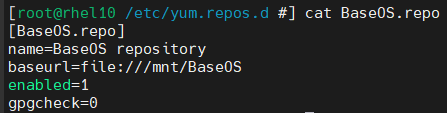 [root@rhel10 /etc/yum.repos.d #] cat BaseOS.repo
[BaseOS.repo]
name=BaseOS repository
baseurl=file:///mnt/BaseOS
enabled=1
gpgcheck=0